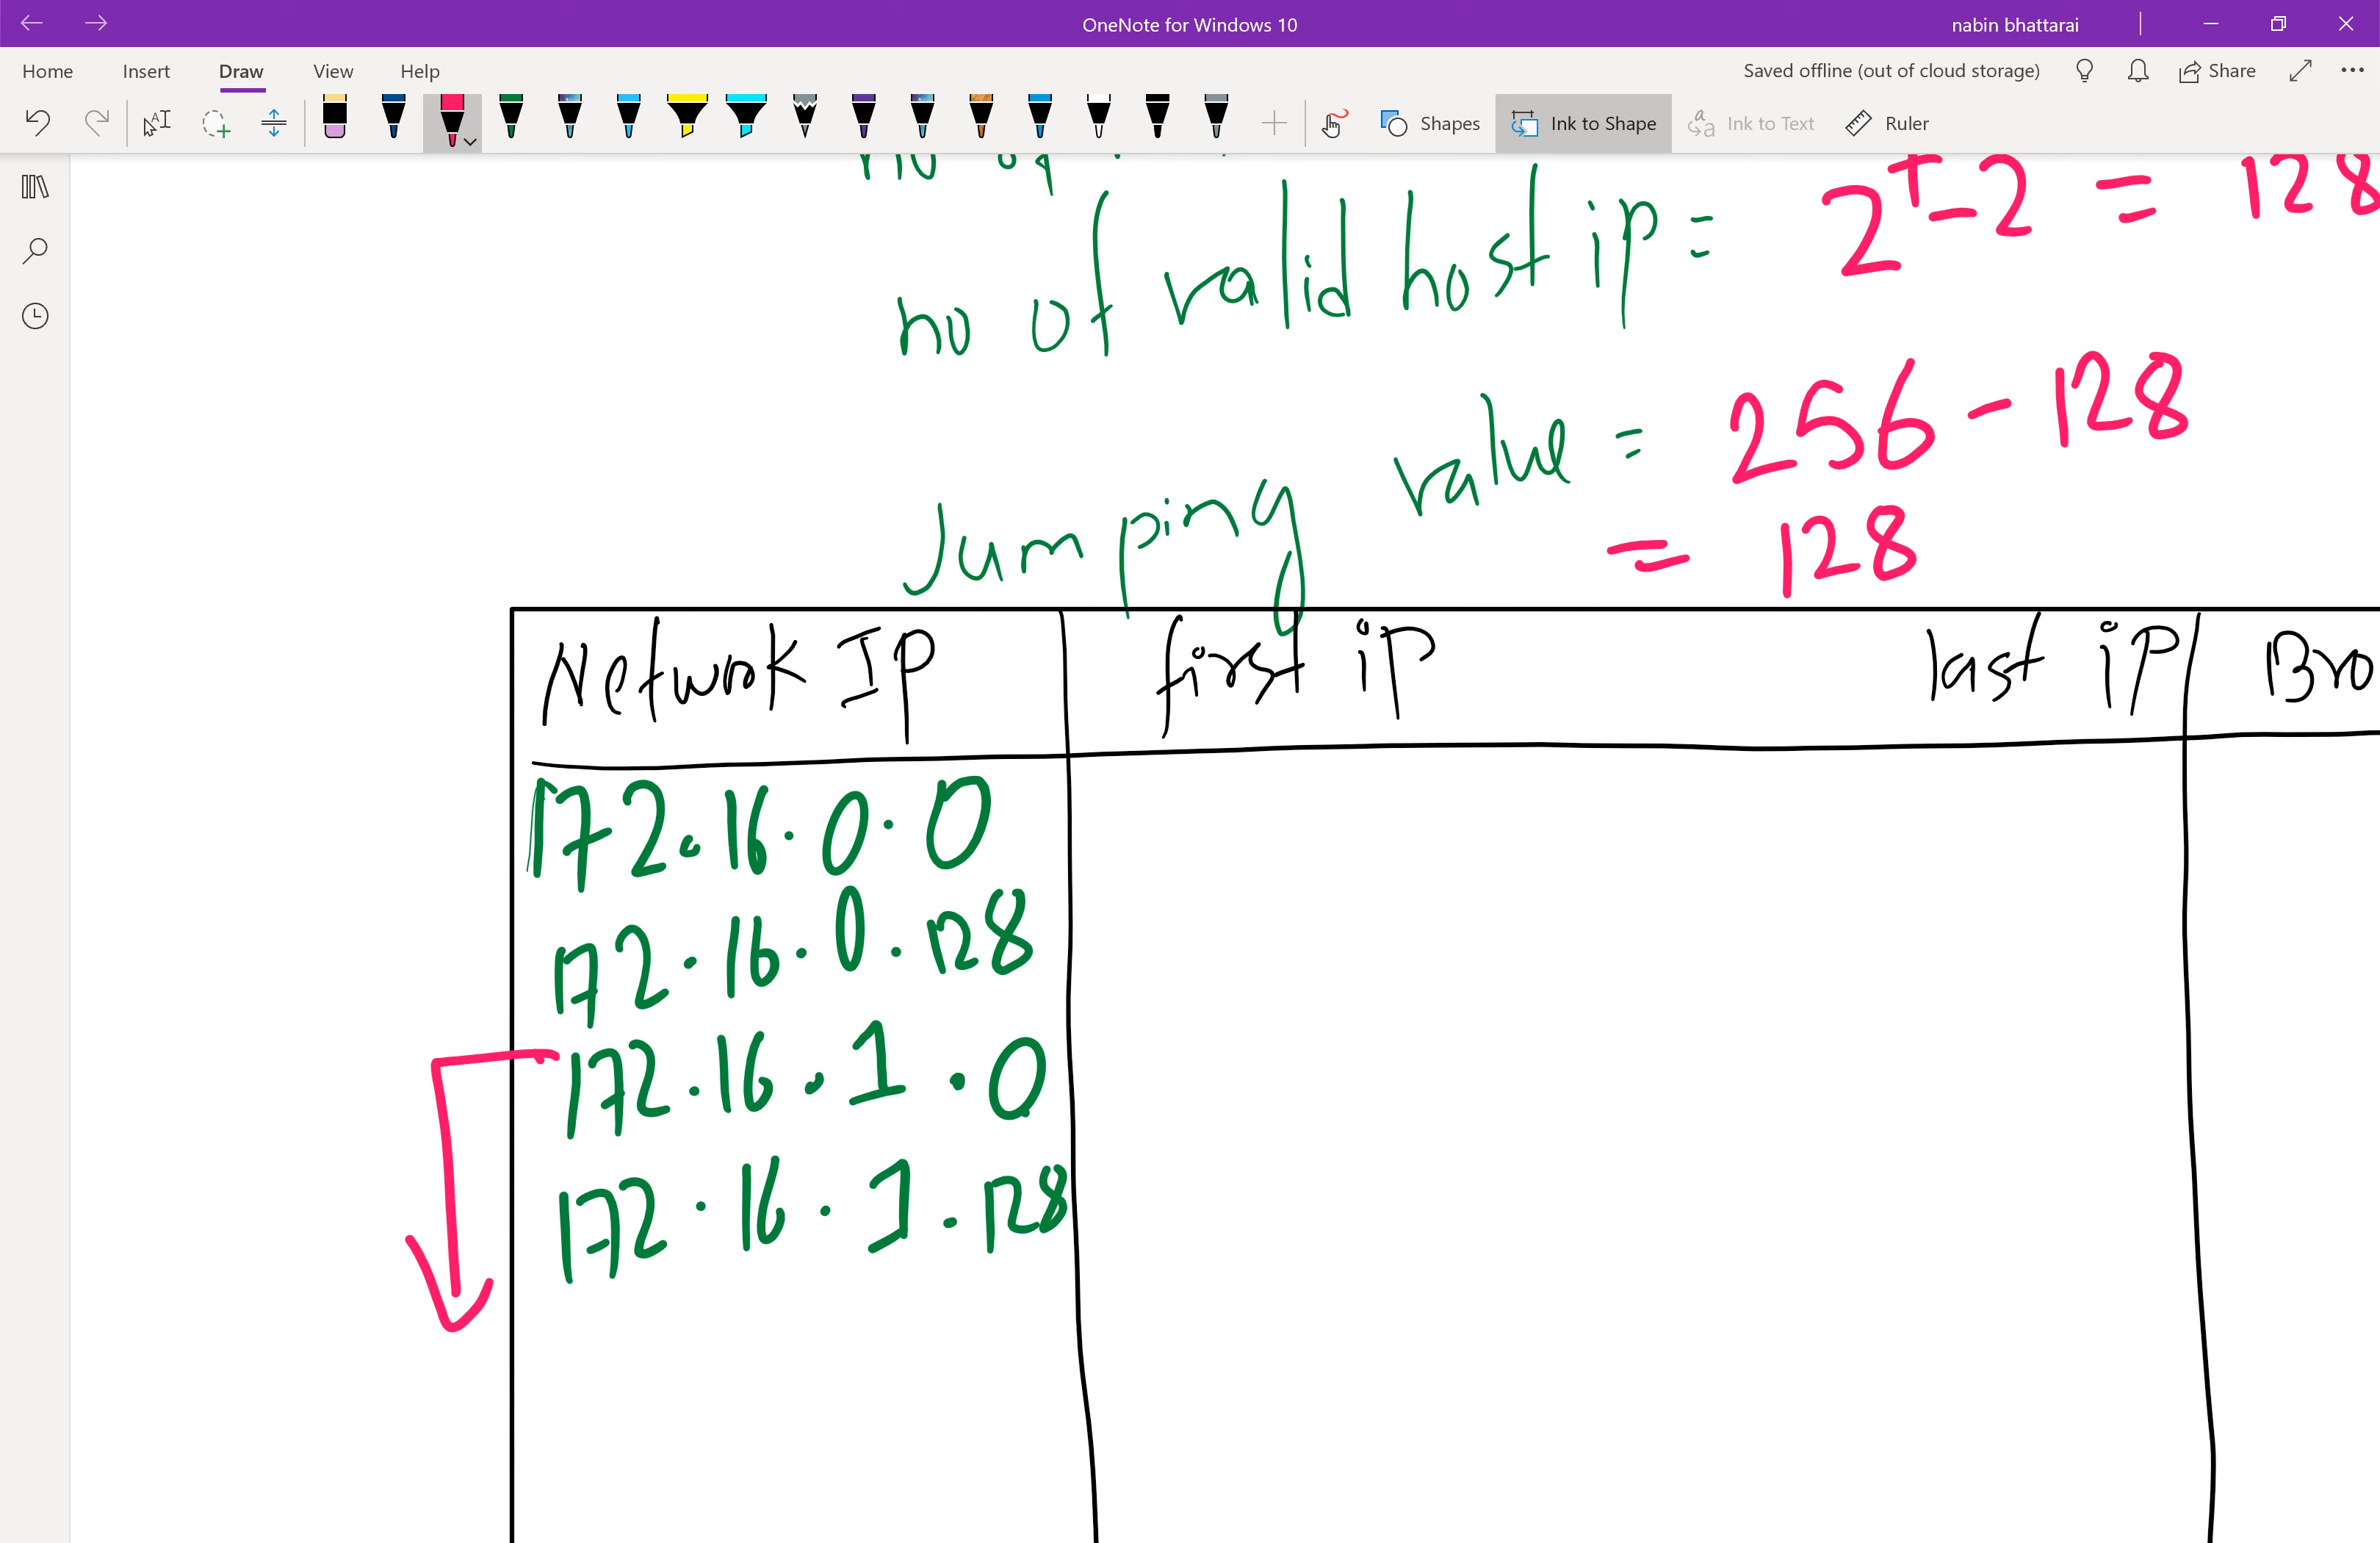 OneNote for Windows 10
nabin bhattarai
Home Insert Draw View Help
Saved offline (out of cloud storage) Share
Shapes Ink to Shape Ink to Text Ruler
no of
no of valid host ip = 2⁷ - 2 = 128
Jumping value = 256 - 128
= 128
Network IP first iP last iP Bro
172.16.0.0
172.16.0.128
172.16.1.0
172.16.1.128